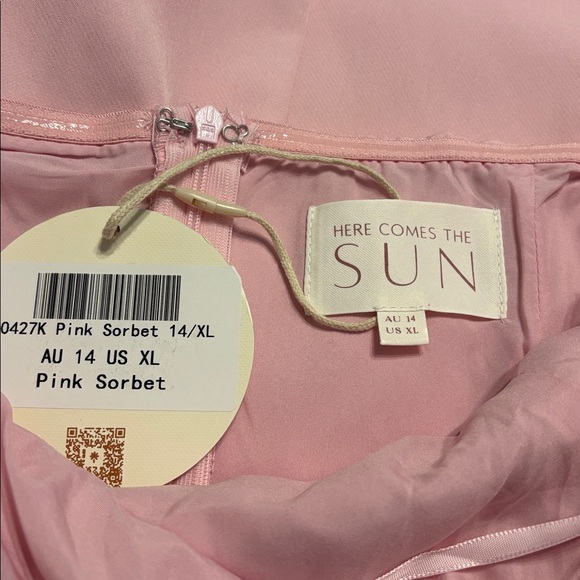 0427K Pink Sorbet 14/XL
AU 14 US XL
Pink Sorbet
HERE COMES THE
SUN
AU 14
US XL